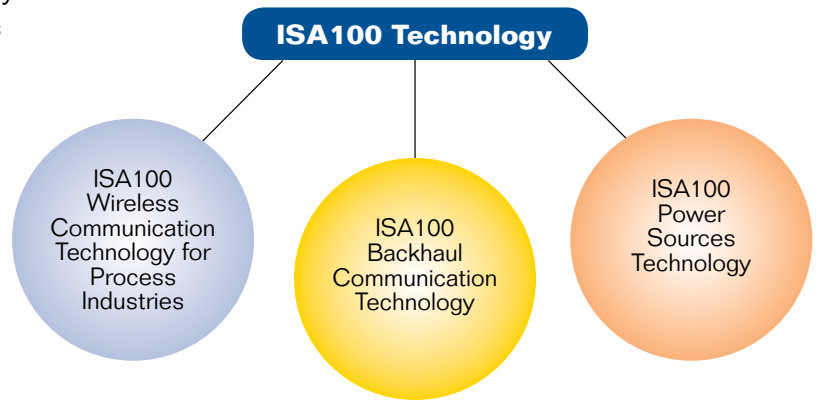 ISA100 Technology
ISA100
Wireless
Communication
Technology for
Process
Industries
ISA100
Backhaul
Communication
Technology
ISA100
Power
Sources
Technology